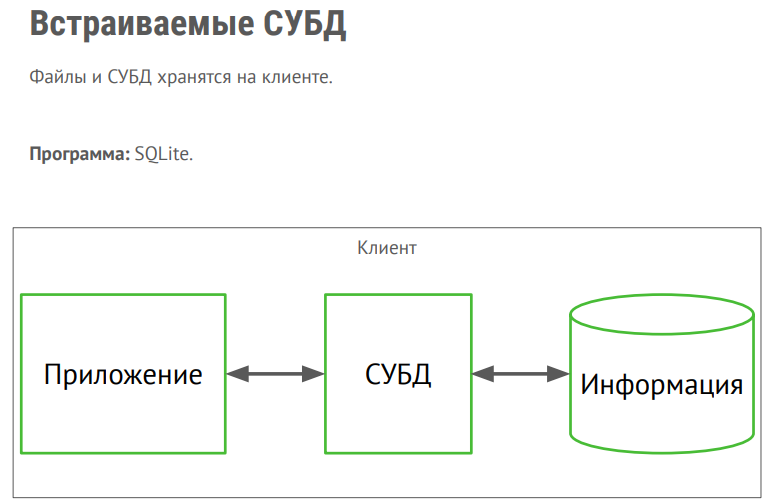 Встраиваемые СУБД
Файлы и СУБД хранятся на клиенте.
Программа: SQLite.
Клиент
Приложение
СУБД
Информация